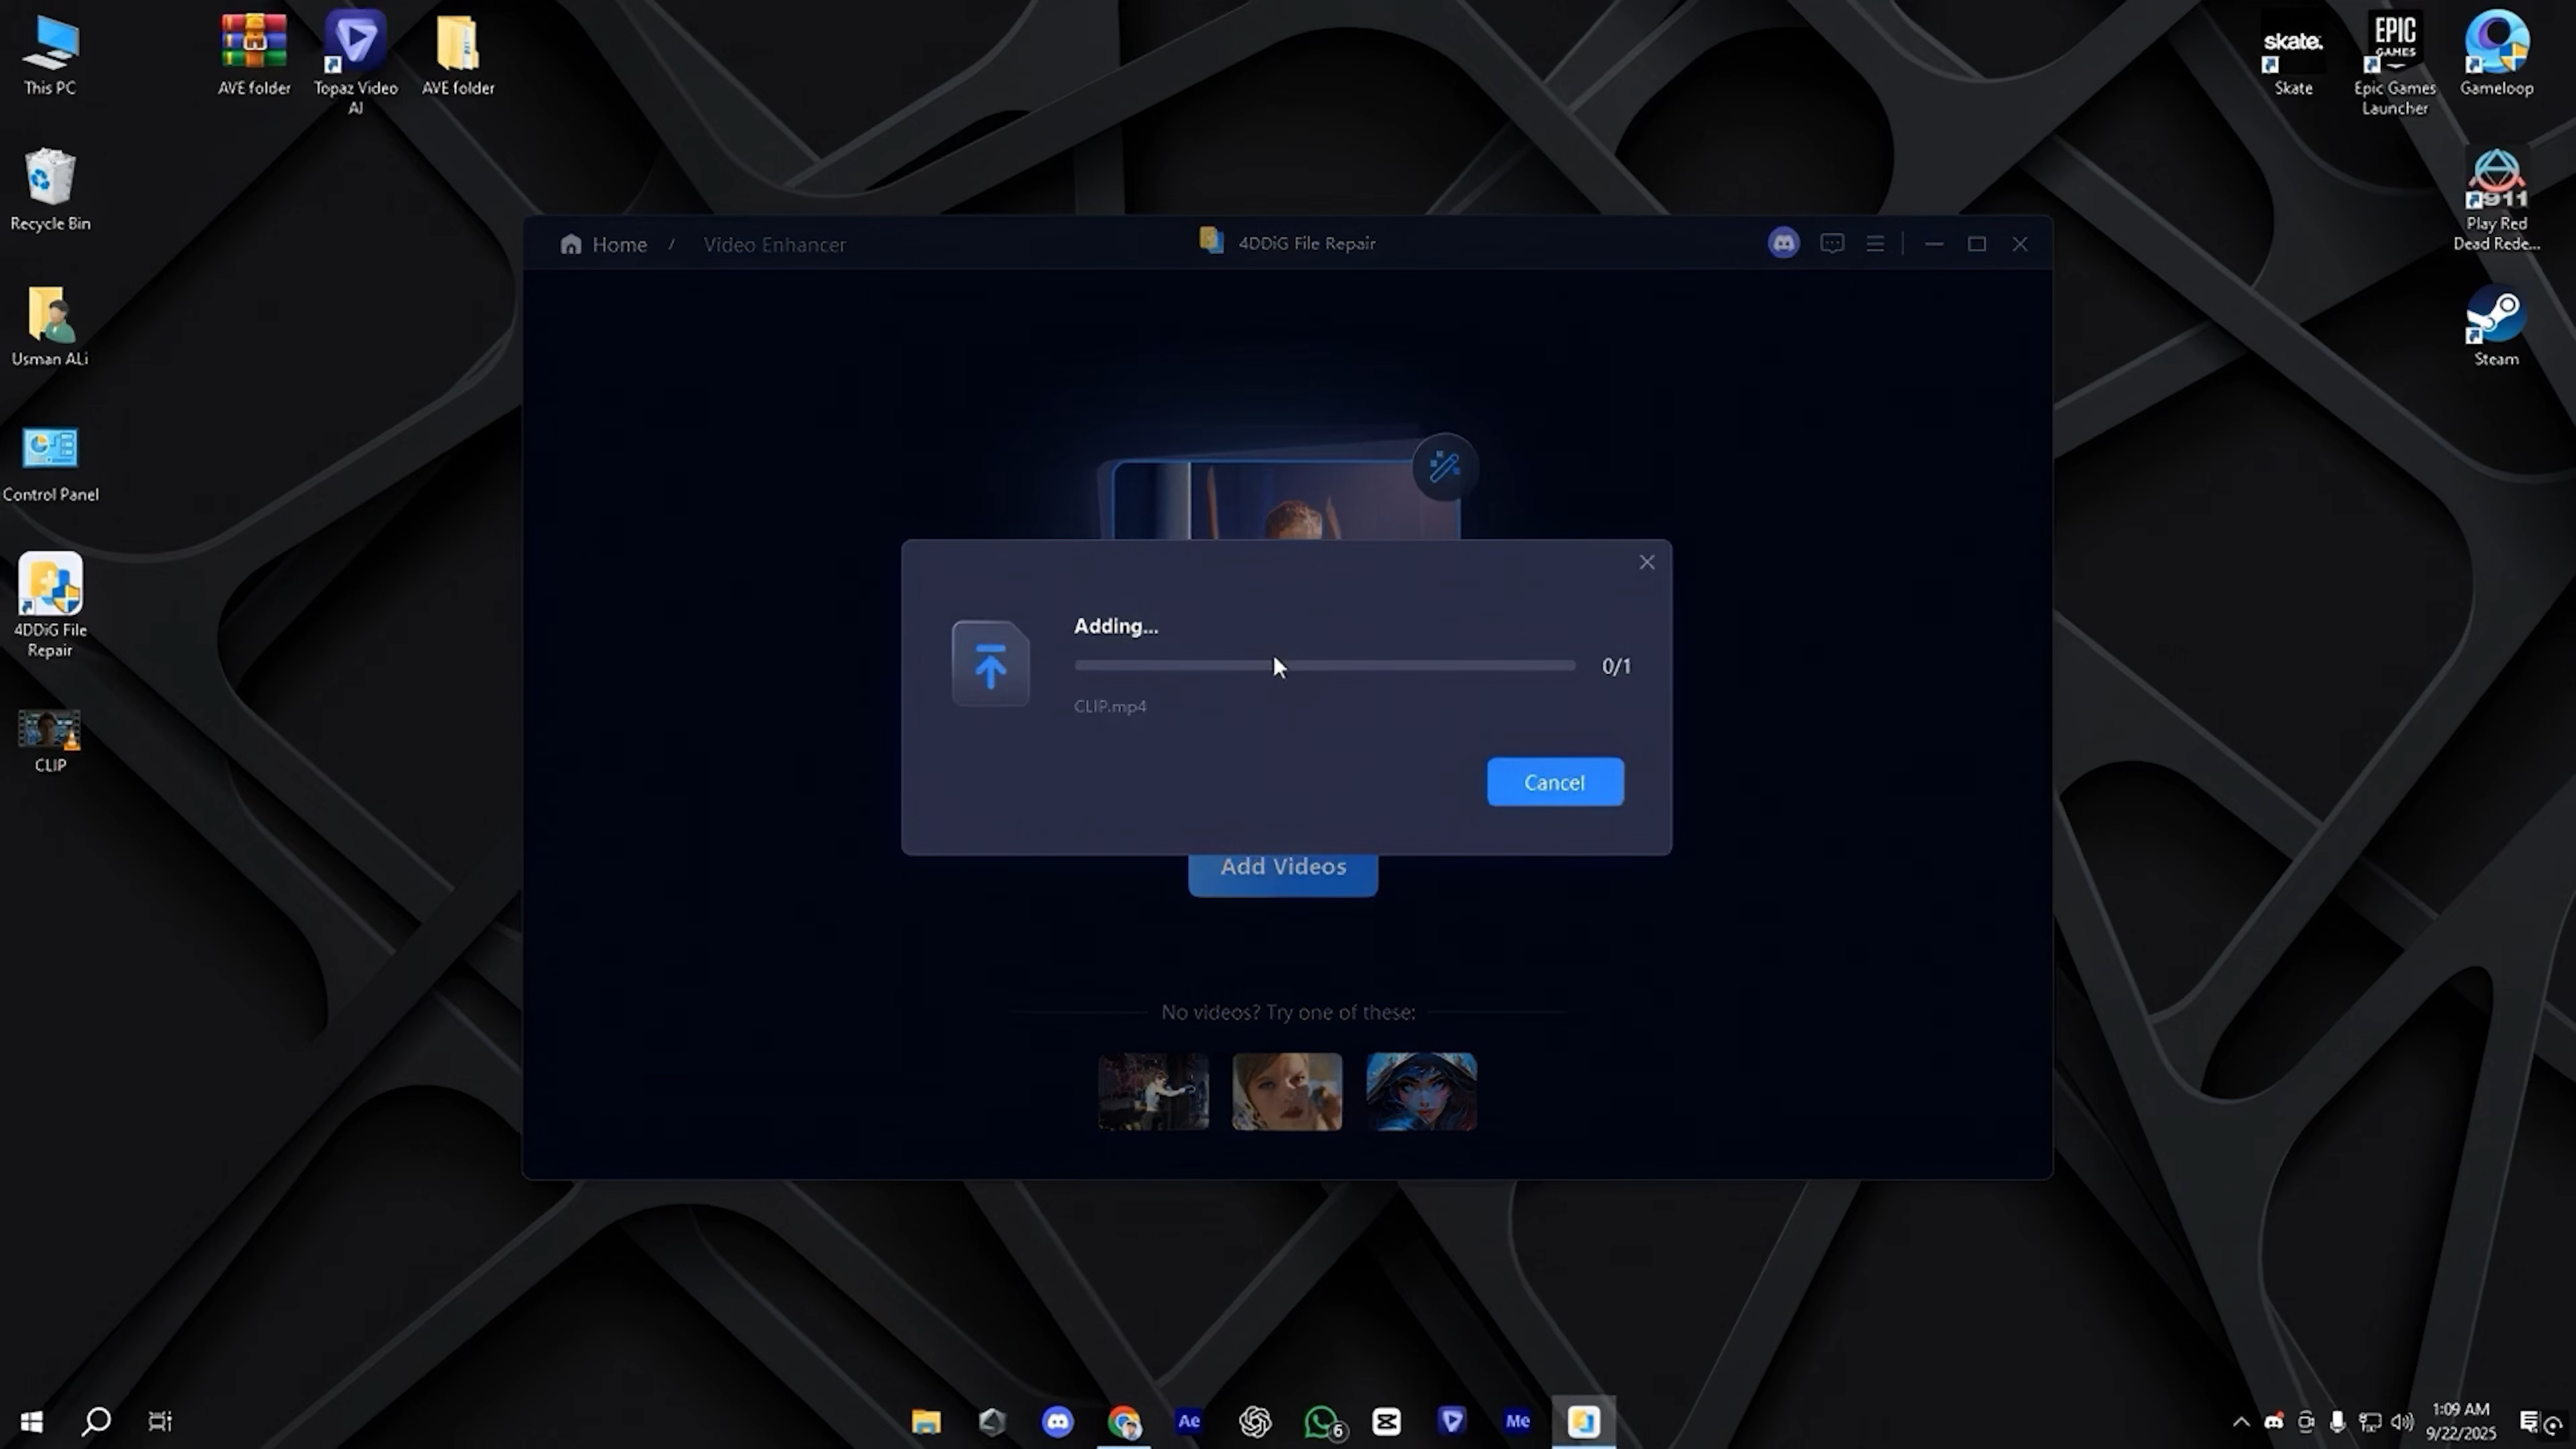 This PC
AVE folder
Topaz Video
AI
AVE folder
skate.
Skate
EPIC
GAMES
Epic Games
Launcher
Gameloop
Recycle Bin
1911
Play Red
Dead Rede...
Usman ALi
Steam
Control Panel
4DDiG File
Repair
CLIP
Home / Video Enhancer
4DDiG File Repair
Adding...
0/1
CLIP.mp4
Cancel
Add Videos
No videos? Try one of these:
Ae
6
Me
1:09 AM
9/22/2025